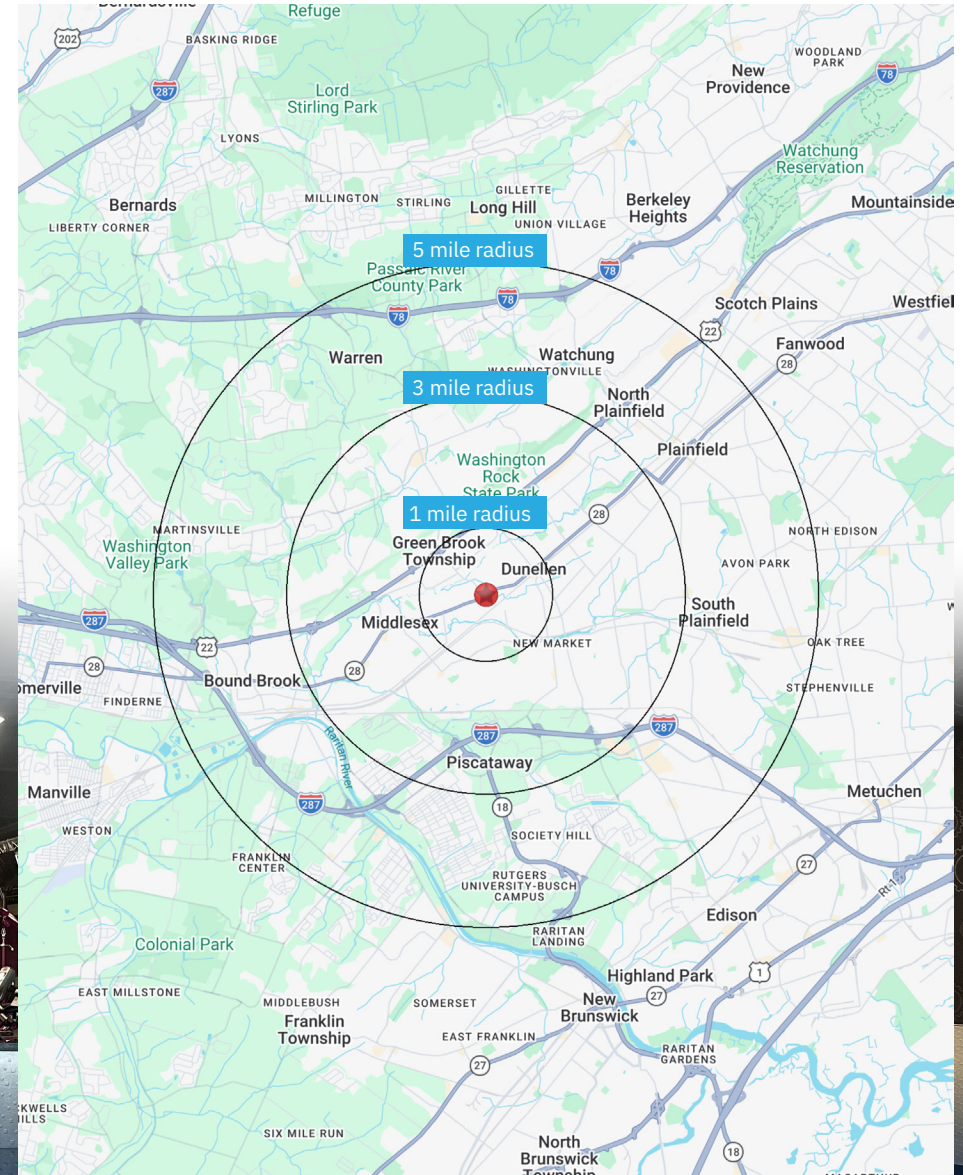 Refuge
202
BASKING RIDGE
287
WOODLAND
PARK
New
Providence
78
Lord
Stirling Park
LYONS
Watchung
Reservation
Bernards
LIBERTY CORNER
MILLINGTON
STIRLING
GILLETTE
Long Hill
UNION VILLAGE
Berkeley
Heights
Mountainside
5 mile radius
Passaic River
County Park
78
78
78
Scotch Plains
22
Westfiel
Fanwood
28
Warren
Watchung
WASHINGTONVILLE
3 mile radius
North
Plainfield
Plainfield
Washington
Rock
State Park
1 mile radius
28
MARTINSVILLE
Washington
Valley Park
Green Brook
Township
Dunellen
NORTH EDISON
AVON PARK
287
22
28
omerville
FINDERNE
Middlesex
NEW MARKET
South
Plainfield
OAK TREE
Bound Brook
28
STEPHENVILLE
Raritan River
287
287
Piscataway
Manville
WESTON
287
18
Metuchen
SOCIETY HILL
FRANKLIN
CENTER
RUTGERS
UNIVERSITY-BUSCH
CAMPUS
27
Rt-1
Edison
Colonial Park
RARITAN
LANDING
EAST MILLSTONE
Highland Park
1
27
MIDDLEBUSH
Franklin
Township
SOMERSET
New
Brunswick
EAST FRANKLIN
27
RARITAN
GARDENS
CKWELLS
ILLS
SIX MILE RUN
North
Brunswick
Township
18